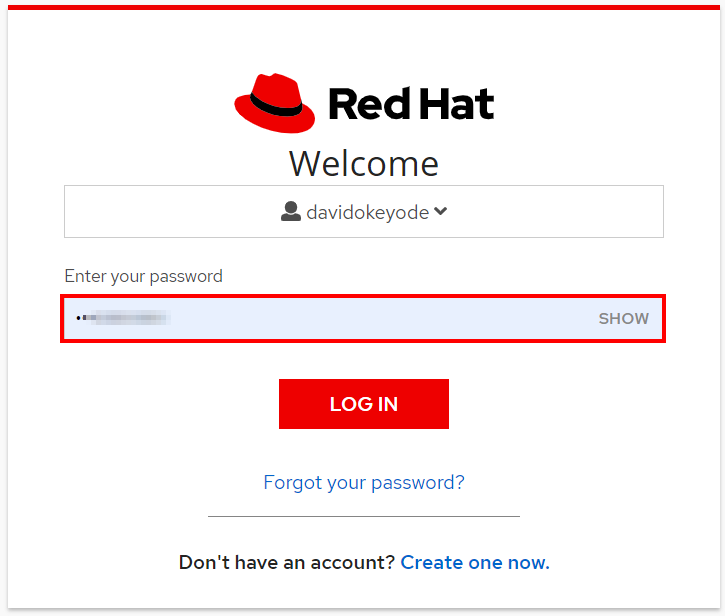 Red Hat
Welcome
davidokeyode
Enter your password
SHOW
LOG IN
Forgot your password?
Don't have an account? Create one now.